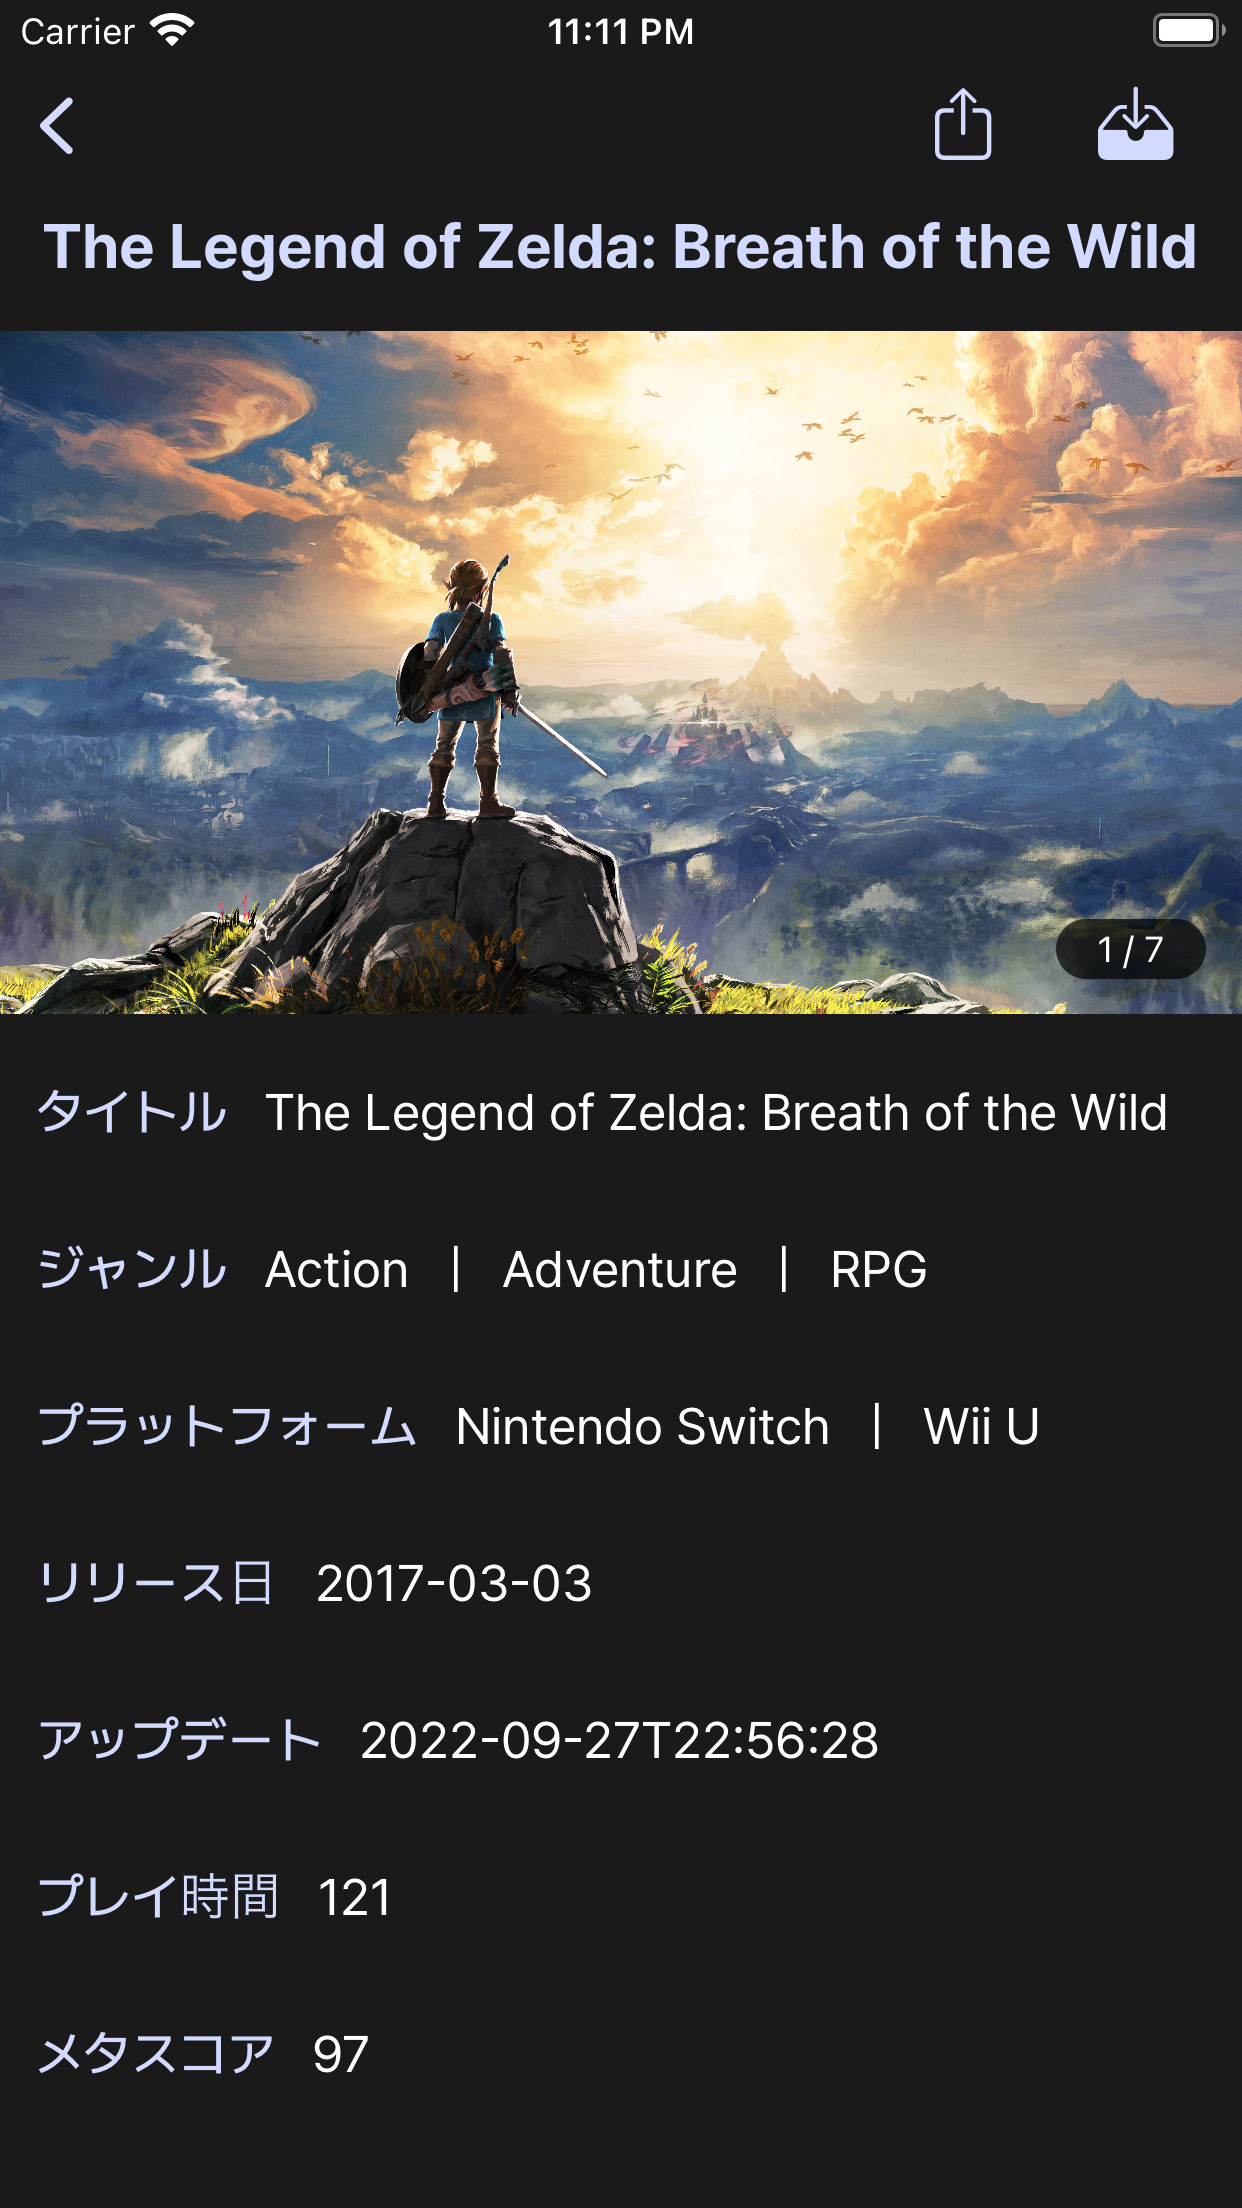 Carrier 11:11 PM
The Legend of Zelda: Breath of the Wild
1 / 7
タイトル The Legend of Zelda: Breath of the Wild
ジャンル Action | Adventure | RPG
プラットフォーム Nintendo Switch | Wii U
リリース日 2017-03-03
アップデート 2022-09-27T22:56:28
プレイ時間 121
メタスコア 97